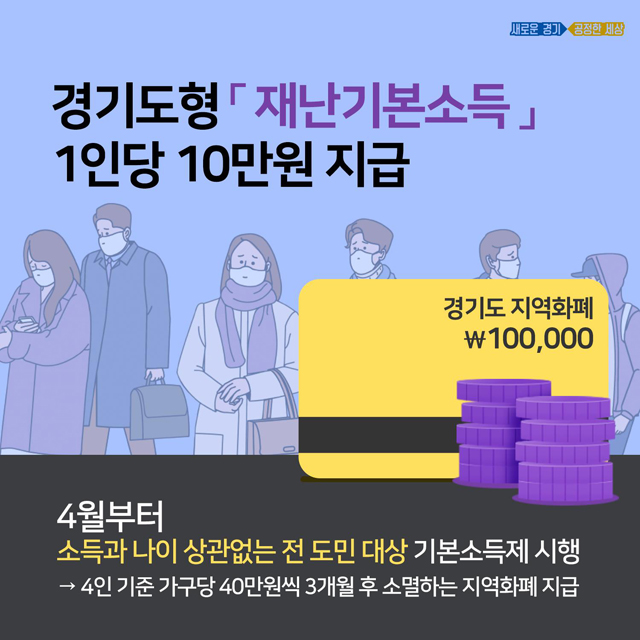 새로운 경기 공정한 세상
경기도형 「재난기본소득」
1인당 10만원 지급
경기도 지역화폐
₩100,000
4월부터
소득과 나이 상관없는 전 도민 대상 기본소득제 시행
→ 4인 기준 가구당 40만원씩 3개월 후 소멸하는 지역화폐 지급